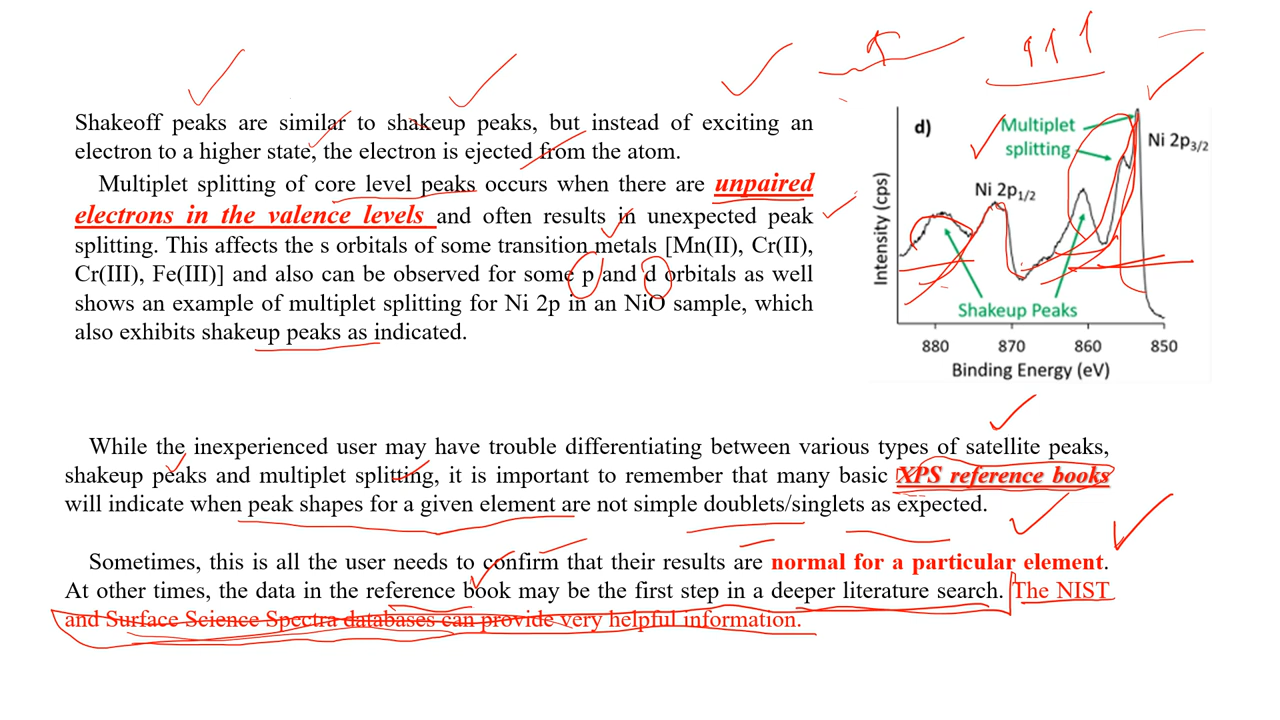 Shakeoff peaks are similar to shakeup peaks, but instead of exciting an
electron to a higher state, the electron is ejected from the atom.
Multiplet splitting of core level peaks occurs when there are unpaired
electrons in the valence levels and often results in unexpected peak
splitting. This affects the s orbitals of some transition metals [Mn(II), Cr(II),
Cr(III), Fe(III)] and also can be observed for some p and d orbitals as well
shows an example of multiplet splitting for Ni 2p in an NiO sample, which
also exhibits shakeup peaks as indicated.
d)
Multiplet
splitting
Ni 2p3/2
Ni 2p1/2
Intensity (cps)
Shakeup Peaks
880 870 860 850
Binding Energy (eV)
While the inexperienced user may have trouble differentiating between various types of satellite peaks,
shakeup peaks and multiplet splitting, it is important to remember that many basic XPS reference books
will indicate when peak shapes for a given element are not simple doublets/singlets as expected.
Sometimes, this is all the user needs to confirm that their results are normal for a particular element.
At other times, the data in the reference book may be the first step in a deeper literature search. The NIST
and Surface Science Spectra databases can provide very helpful information.